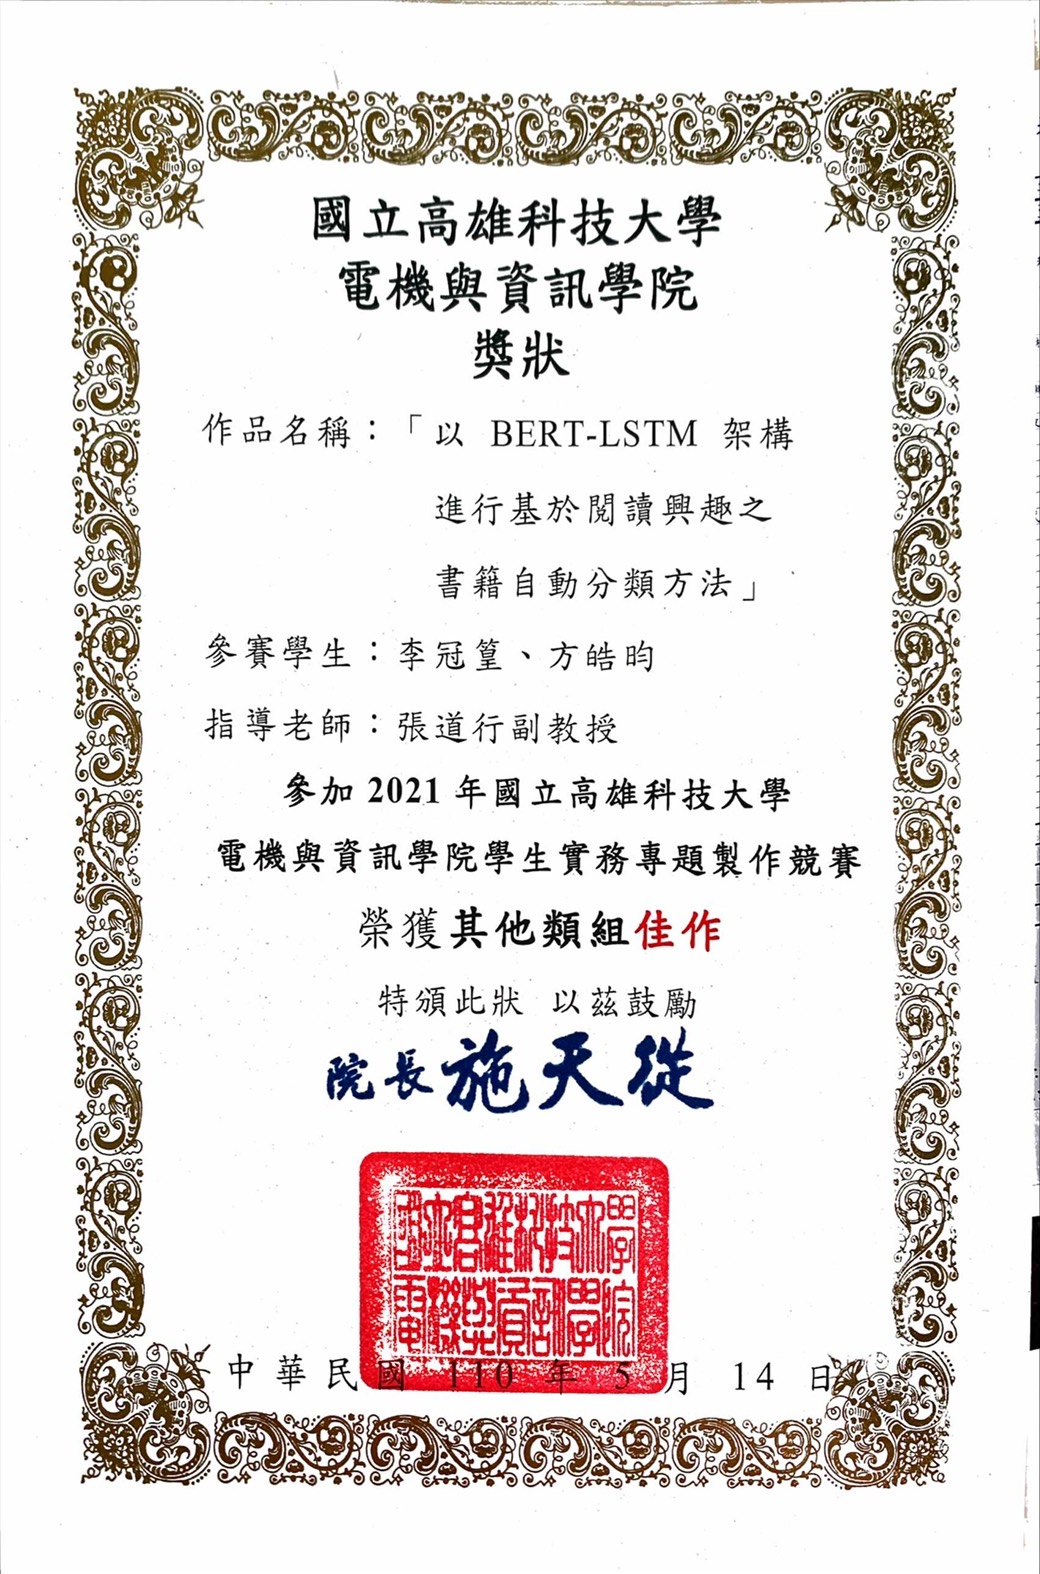 國立高雄科技大學
電機與資訊學院
獎狀
作品名稱：「以 BERT-LSTM 架構
進行基於閱讀興趣之
書籍自動分類方法」
參賽學生：李冠篁、方皓昀
指導老師：張道行副教授
參加 2021 年國立高雄科技大學
電機與資訊學院學生實務專題製作競賽
榮獲其他類組佳作
特頒此狀 以茲鼓勵
院長 施天從
國立高雄科技大學
電機與資訊學院
中華民國 110 年 5 月 14 日